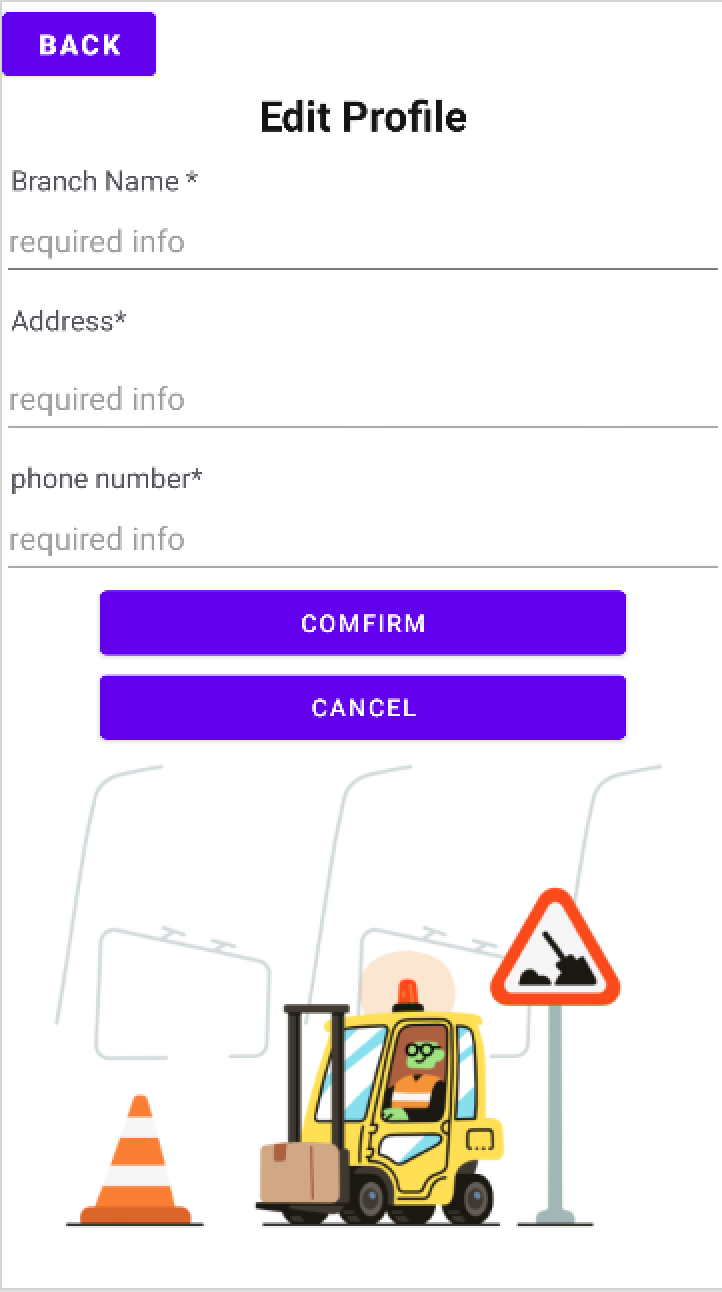 BACK
Edit Profile
Branch Name *
required info
Address*
required info
phone number*
required info
COMFIRM
CANCEL